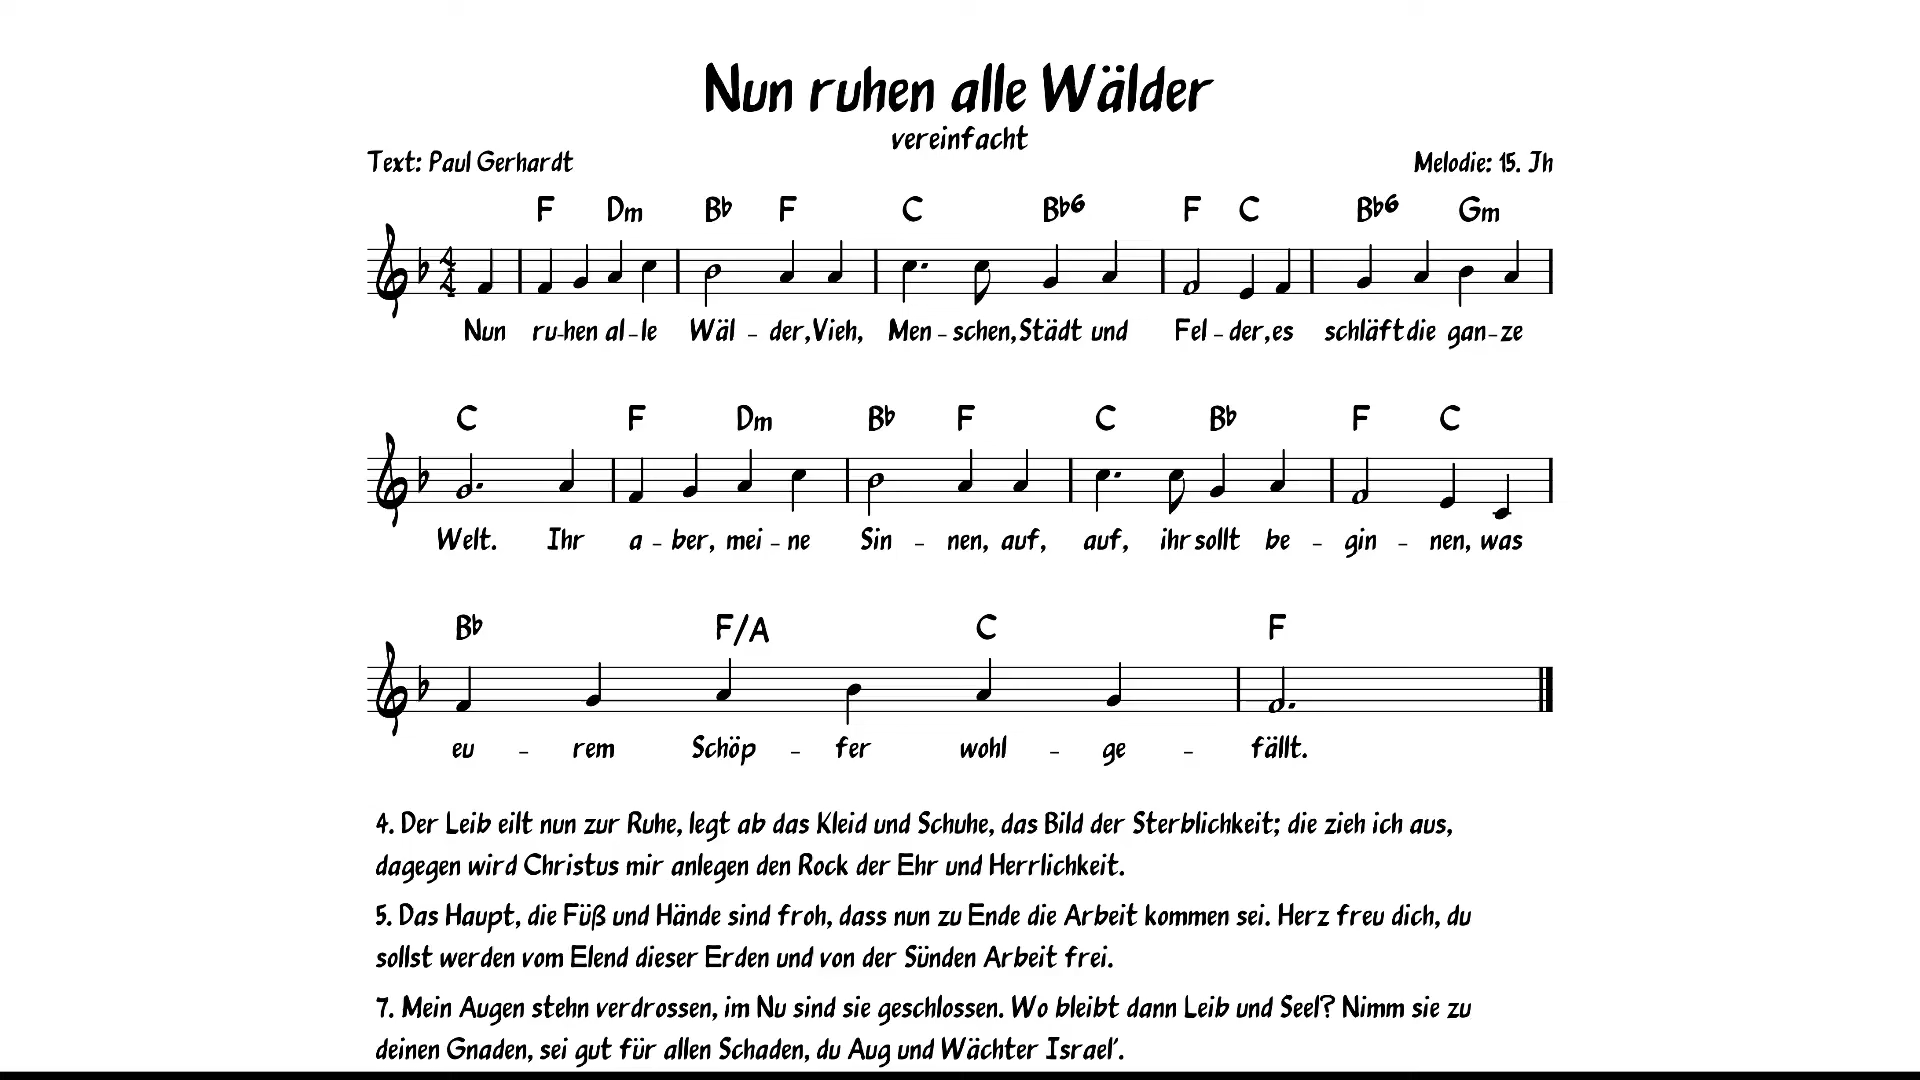 Nun ruhen alle Wälder
vereinfacht
Text: Paul Gerhardt
Melodie: 15. Jh
F Dm Bb F C Bb6 F C Bb6 Gm
4
4
Nun ru-hen al-le Wäl - der, Vieh, Men - schen, Städt und Fel - der, es schläft die gan-ze
C F Dm Bb F C Bb F C
Welt. Ihr a - ber, mei - ne Sin - nen, auf, auf, ihr sollt be - gin - nen, was
Bb F/A C F
eu - rem Schöp - fer wohl - ge - fällt.
4. Der Leib eilt nun zur Ruhe, legt ab das Kleid und Schuhe, das Bild der Sterblichkeit; die zieh ich aus,
dagegen wird Christus mir anlegen den Rock der Ehr und Herrlichkeit.
5. Das Haupt, die Füß und Hände sind froh, dass nun zu Ende die Arbeit kommen sei. Herz freu dich, du
sollst werden vom Elend dieser Erden und von der Sünden Arbeit frei.
7. Mein Augen stehn verdrossen, im Nu sind sie geschlossen. Wo bleibt dann Leib und Seel? Nimm sie zu
deinen Gnaden, sei gut für allen Schaden, du Aug und Wächter Israel'.